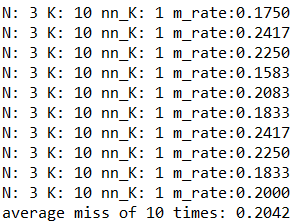 N: 3 K: 10 nn_K: 1 m_rate:0.1750
N: 3 K: 10 nn_K: 1 m_rate:0.2417
N: 3 K: 10 nn_K: 1 m_rate:0.2250
N: 3 K: 10 nn_K: 1 m_rate:0.1583
N: 3 K: 10 nn_K: 1 m_rate:0.2083
N: 3 K: 10 nn_K: 1 m_rate:0.1833
N: 3 K: 10 nn_K: 1 m_rate:0.2417
N: 3 K: 10 nn_K: 1 m_rate:0.2250
N: 3 K: 10 nn_K: 1 m_rate:0.1833
N: 3 K: 10 nn_K: 1 m_rate:0.2000
average miss of 10 times: 0.2042